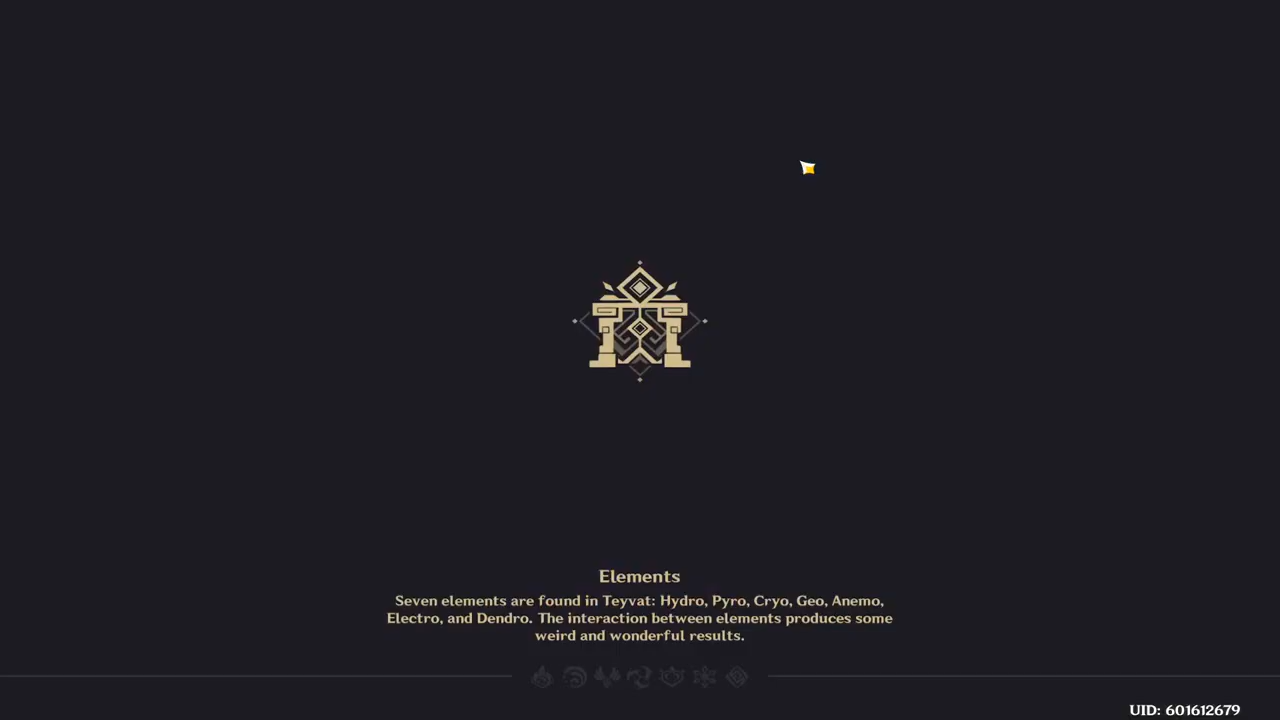 Elements
Seven elements are found in Teyvat: Hydro, Pyro, Cryo, Geo, Anemo,
Electro, and Dendro. The interaction between elements produces some
weird and wonderful results.
UID: 601612679